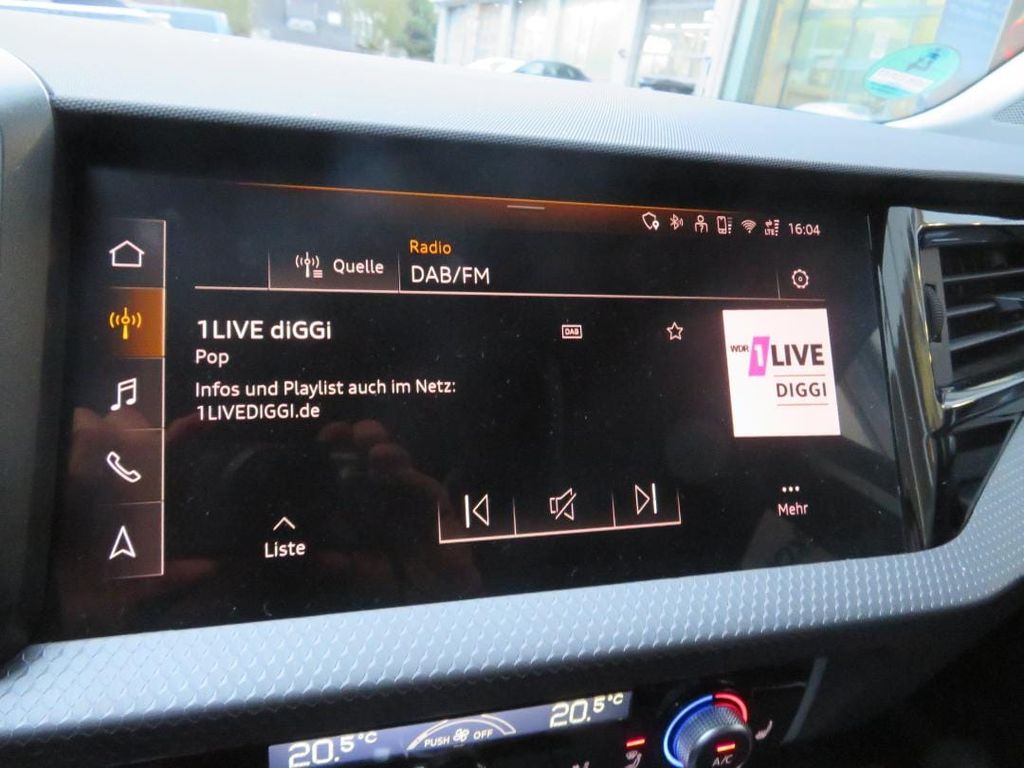 LTE 16:04
Radio
Quelle
DAB/FM
1LIVE diGGi
DAB
Pop
WDR 1LIVE
DIGGI
Infos und Playlist auch im Netz:
1LIVEDIGGI.de
Mehr
Liste
20.5°C
PUSH OFF
20.5°C
A/C